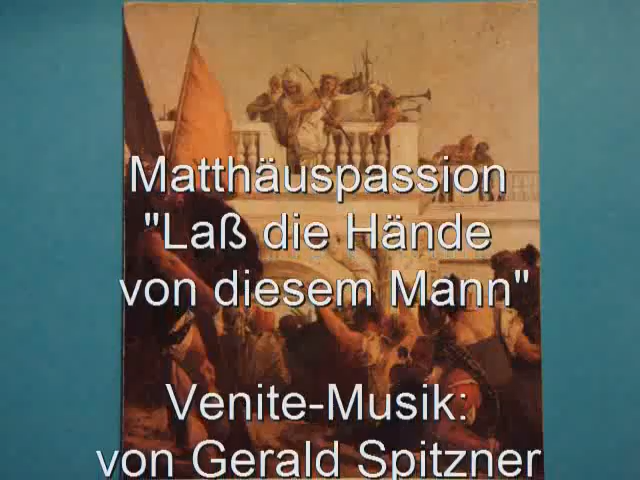 Matthäuspassion
"Laß die Hände
von diesem Mann"
Venite-Musik:
von Gerald Spitzner